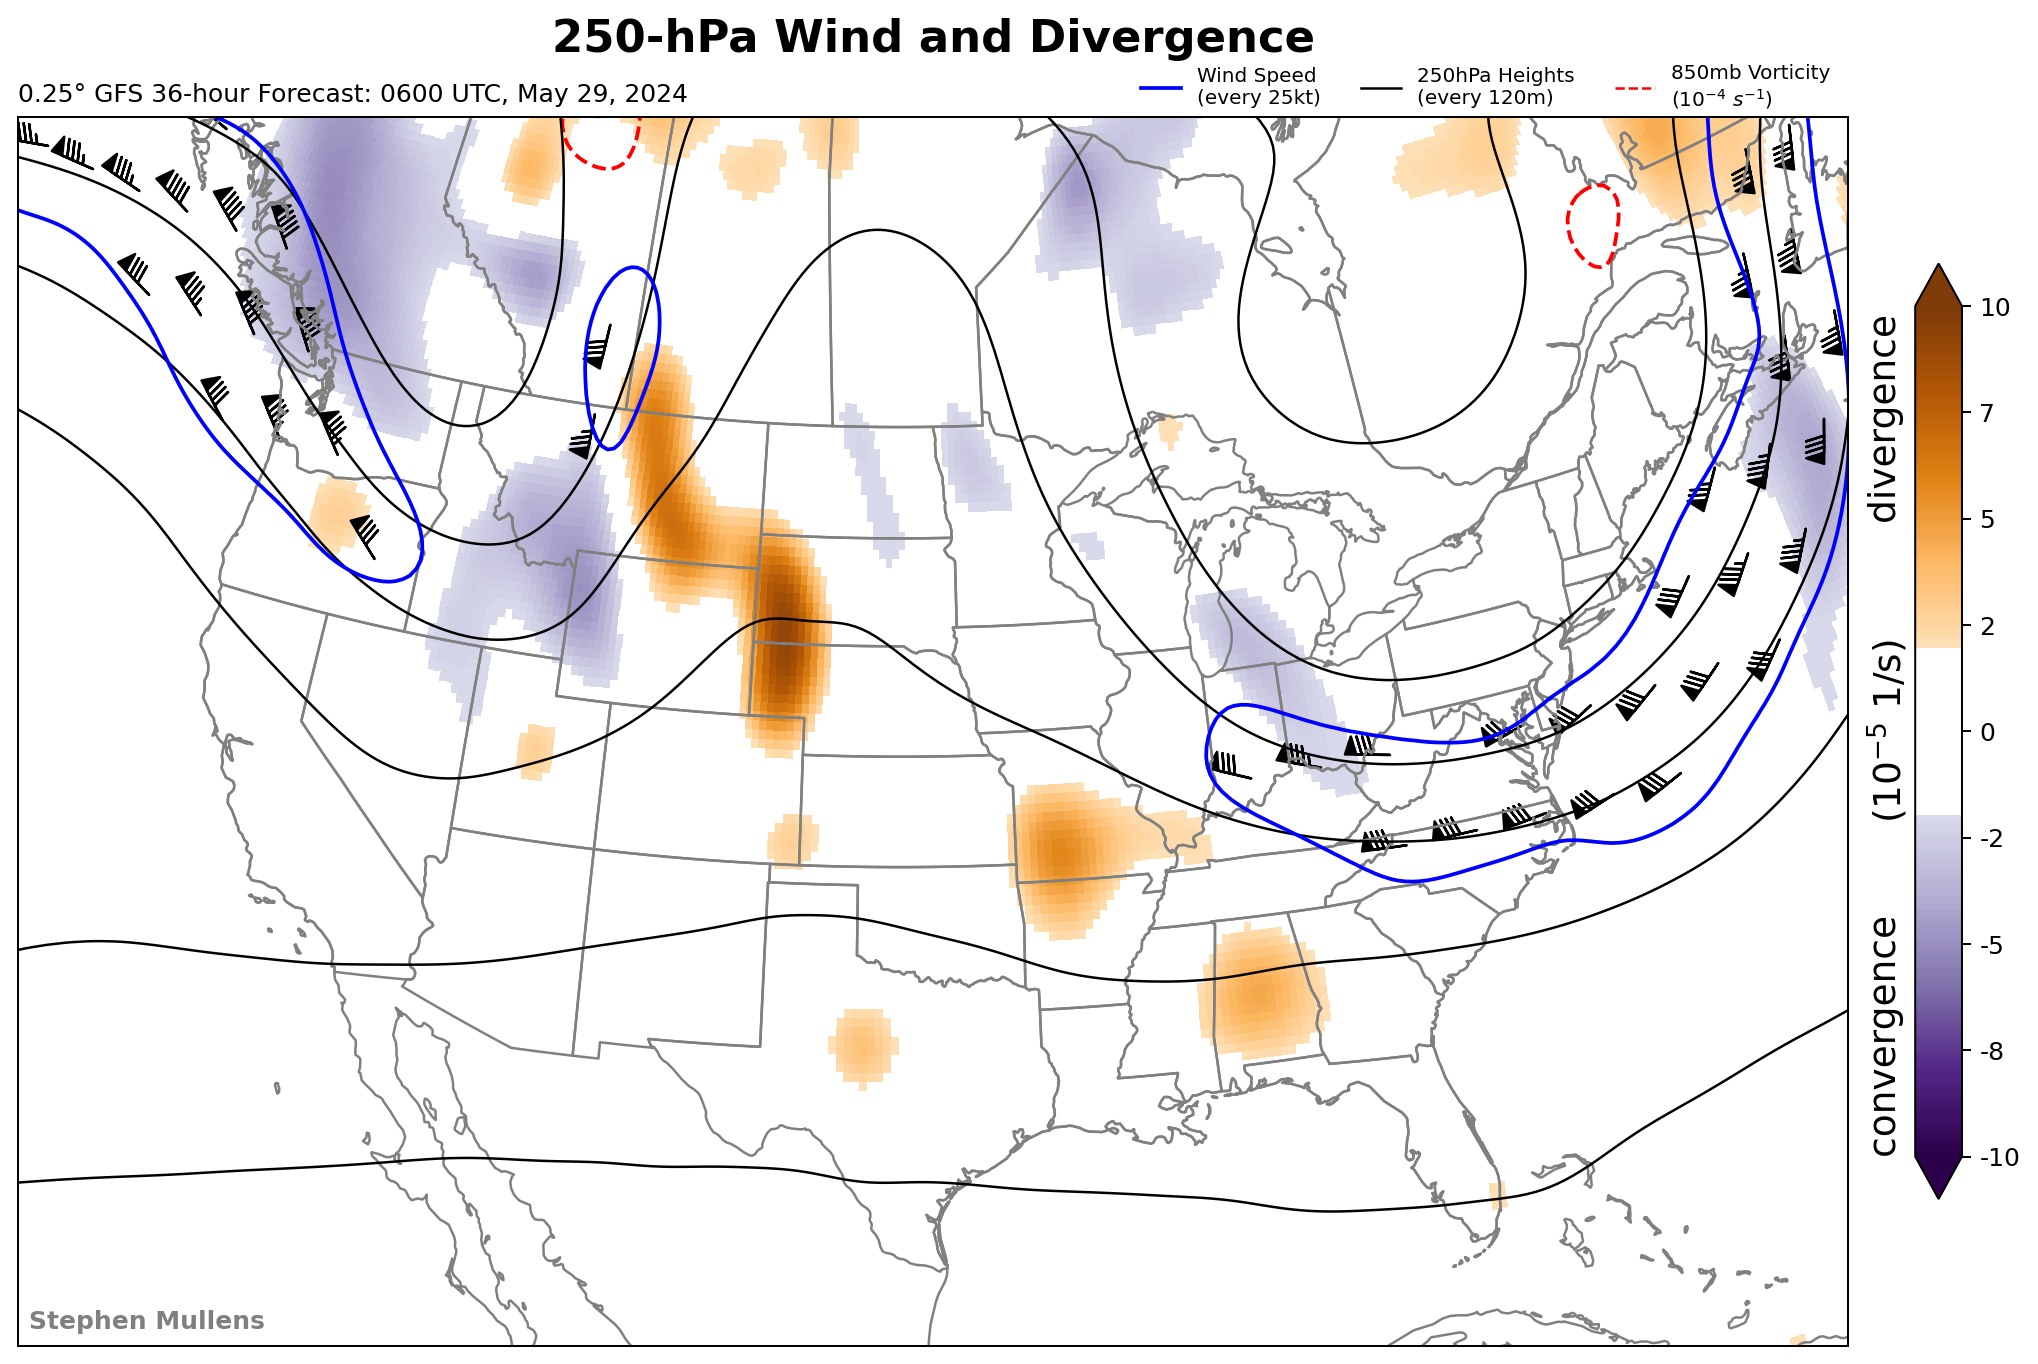 250-hPa Wind and Divergence
0.25° GFS 36-hour Forecast: 0600 UTC, May 29, 2024
Wind Speed
(every 25kt)
250hPa Heights
(every 120m)
850mb Vorticity
(10⁻⁴ s⁻¹)
10
7
5
2
0
-2
-5
-8
-10
convergence (10⁻⁵ 1/s) divergence
Stephen Mullens